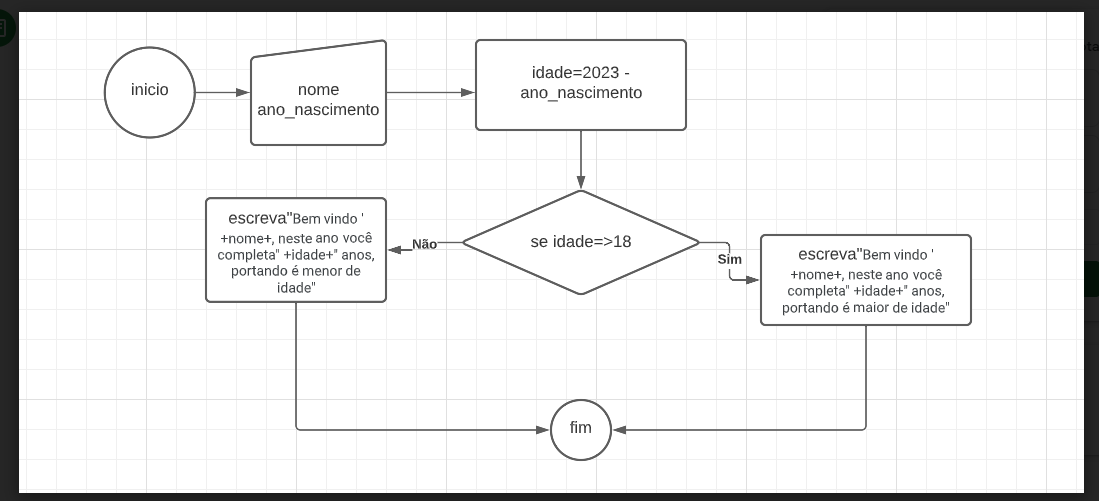 inicio
nome
ano_nascimento
idade=2023 -
ano_nascimento
se idade=>18
Não
Sim
escreva"Bem vindo '
+nome+, neste ano você
completa" +idade+" anos,
portando é menor de
idade"
escreva"Bem vindo '
+nome+, neste ano você
completa" +idade+" anos,
portando é maior de idade"
fim